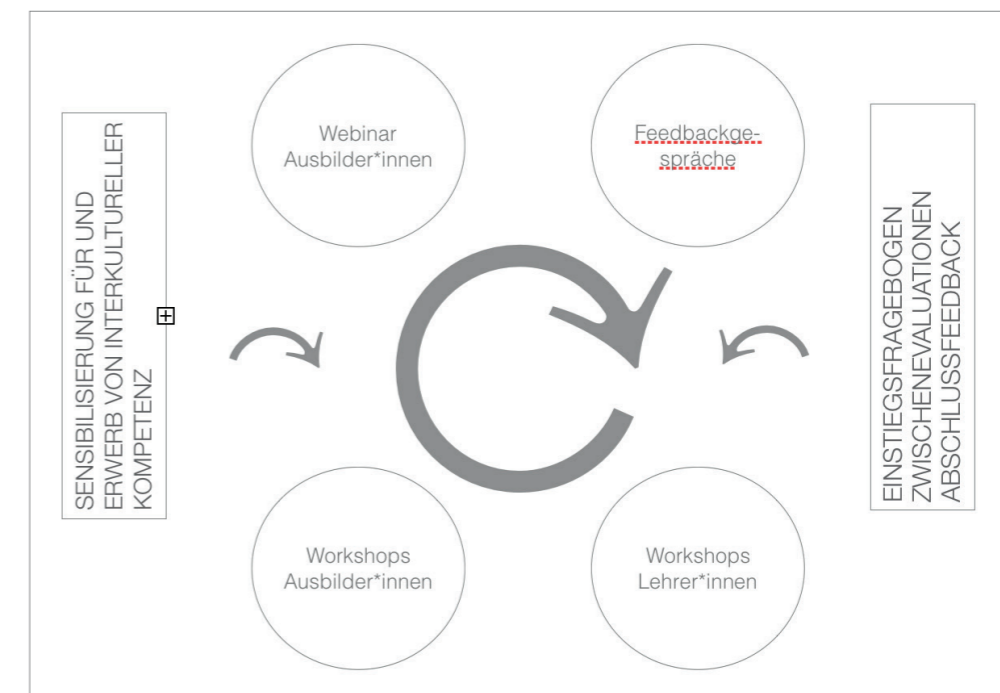 SENSIBILISIERUNG FÜR UND
ERWERB VON INTERKULTURELLER
KOMPETENZ
Webinar
Ausbilder*innen
Feedbackge-
spräche
Workshops
Ausbilder*innen
Workshops
Lehrer*innen
EINSTIEGSFRAGEBOGEN
ZWISCHENEVALUATIONEN
ABSCHLUSSFEEDBACK